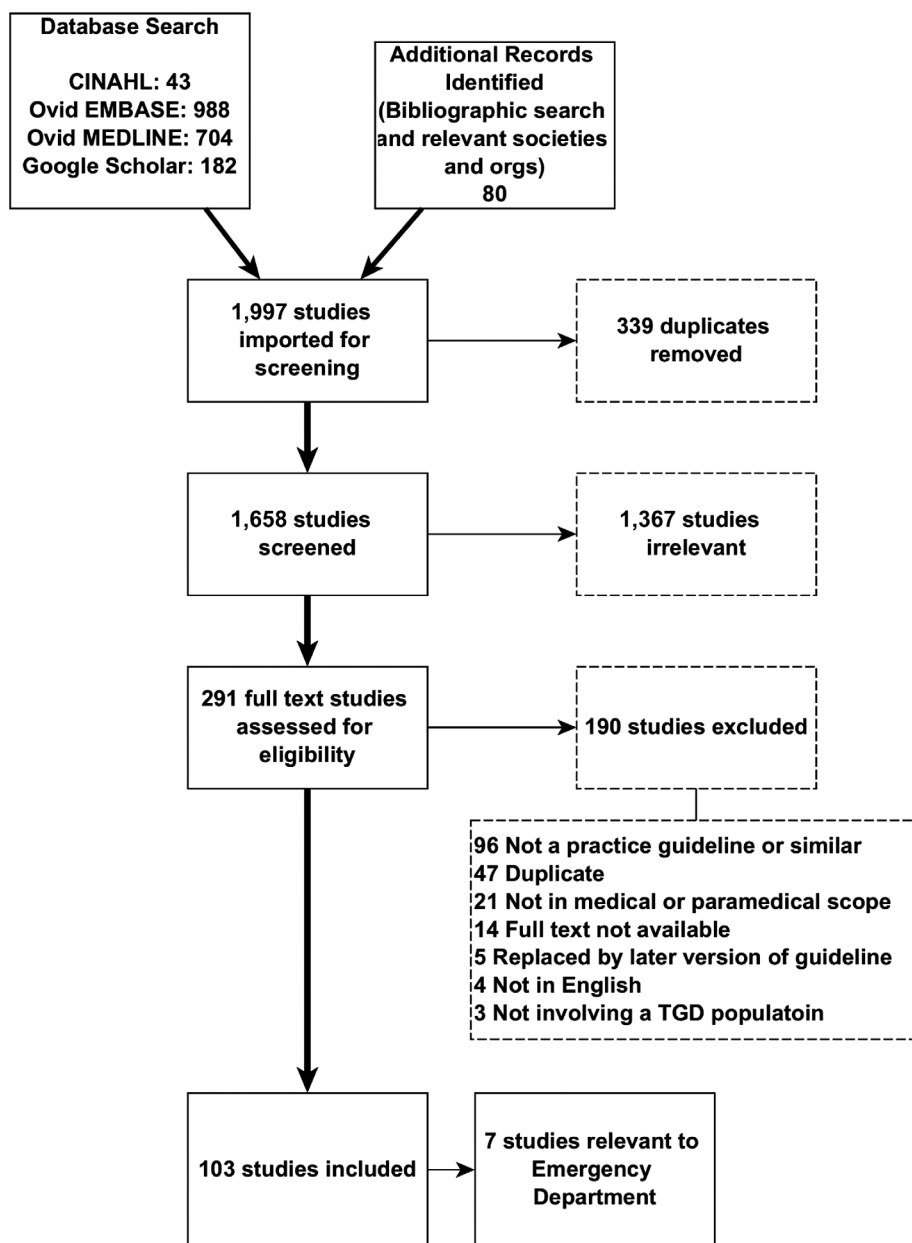 Database Search
CINAHL: 43
Ovid EMBASE: 988
Ovid MEDLINE: 704
Google Scholar: 182
Additional Records
Identified
(Bibliographic search
and relevant societies
and orgs)
80
1,997 studies
imported for
screening
339 duplicates
removed
1,658 studies
screened
1,367 studies
irrelevant
291 full text studies
assessed for
eligibility
190 studies excluded
96 Not a practice guideline or similar
47 Duplicate
21 Not in medical or paramedical scope
14 Full text not available
5 Replaced by later version of guideline
4 Not in English
3 Not involving a TGD populatoin
103 studies included
7 studies relevant to
Emergency
Department